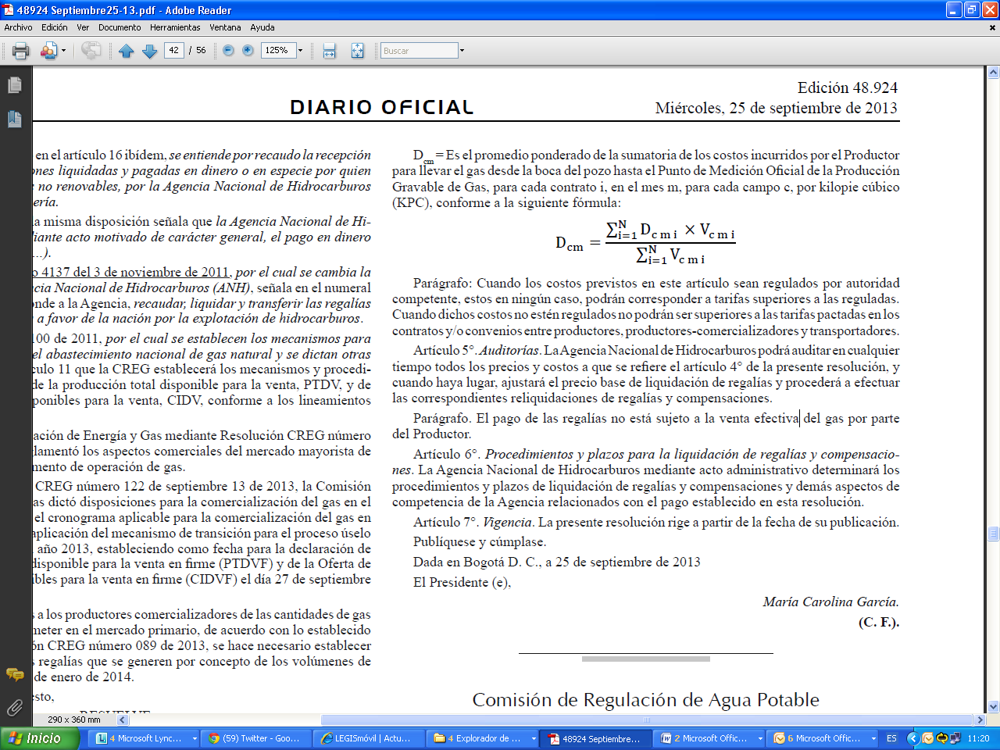 48924 Septiembre25-13.pdf - Adobe Reader
Archivo Edición Ver Documento Herramientas Ventana Ayuda
42 / 56 125% Buscar
Edición 48.924
DIARIO OFICIAL Miércoles, 25 de septiembre de 2013
en el artículo 16 ibídem, se entiende por recaudo la recepción
ones liquidadas y pagadas en dinero o en especie por quien
s no renovables, por la Agencia Nacional de Hidrocarburos
ería.
a misma disposición señala que la Agencia Nacional de Hi-
diante acto motivado de carácter general, el pago en dinero
...).
o 4137 del 3 de noviembre de 2011, por el cual se cambia la
cia Nacional de Hidrocarburos (ANH), señala en el numeral
onde a la Agencia, recaudar, liquidar y transferir las regalías
s a favor de la nación por la explotación de hidrocarburos.
100 de 2011, por el cual se establecen los mecanismos para
el abastecimiento nacional de gas natural y se dictan otras
culo 11 que la CREG establecerá los mecanismos y procedi-
de la producción total disponible para la venta, PTDV, y de
ponibles para la venta, CIDV, conforme a los lineamientos
ación de Energía y Gas mediante Resolución CREG número
glamentó los aspectos comerciales del mercado mayorista de
mento de operación de gas.
CREG número 122 de septiembre 13 de 2013, la Comisión
as dictó disposiciones para la comercialización del gas en el
el cronograma aplicable para la comercialización del gas en
aplicación del mecanismo de transición para el proceso úselo
año 2013, estableciendo como fecha para la declaración de
disponible para la venta en firme (PTDVF) y de la Oferta de
ibles para la venta en firme (CIDVF) el día 27 de septiembre
s a los productores comercializadores de las cantidades de gas
meter en el mercado primario, de acuerdo con lo establecido
ón CREG número 089 de 2013, se hace necesario establecer
s regalías que se generen por concepto de los volúmenes de
de enero de 2014.
esto,
RESUELVE
Dcm = Es el promedio ponderado de la sumatoria de los costos incurridos por el Productor
para llevar el gas desde la boca del pozo hasta el Punto de Medición Oficial de la Producción
Gravable de Gas, para cada contrato i, en el mes m, para cada campo c, por kilopie cúbico
(KPC), conforme a la siguiente fórmula:
∑ᴺi=1 Dc m i × Vc m i
Dcm =
∑ᴺi=1 Vc m i
Parágrafo: Cuando los costos previstos en este artículo sean regulados por autoridad
competente, estos en ningún caso, podrán corresponder a tarifas superiores a las reguladas.
Cuando dichos costos no estén regulados no podrán ser superiores a las tarifas pactadas en los
contratos y/o convenios entre productores, productores-comercializadores y transportadores.
Artículo 5°. Auditorías. La Agencia Nacional de Hidrocarburos podrá auditar en cualquier
tiempo todos los precios y costos a que se refiere el artículo 4° de la presente resolución, y
cuando haya lugar, ajustará el precio base de liquidación de regalías y procederá a efectuar
las correspondientes reliquidaciones de regalías y compensaciones.
Parágrafo. El pago de las regalías no está sujeto a la venta efectiva del gas por parte
del Productor.
Artículo 6°. Procedimientos y plazos para la liquidación de regalías y compensacio-
nes. La Agencia Nacional de Hidrocarburos mediante acto administrativo determinará los
procedimientos y plazos de liquidación de regalías y compensaciones y demás aspectos de
competencia de la Agencia relacionados con el pago establecido en esta resolución.
Artículo 7°. Vigencia. La presente resolución rige a partir de la fecha de su publicación.
Publíquese y cúmplase.
Dada en Bogotá D. C., a 25 de septiembre de 2013
El Presidente (e),
María Carolina García.
(C. F.).
Comisión de Regulación de Agua Potable
290 x 360 mm
Inicio 4 Microsoft Lync... (59) Twitter - Goo... LEGISmóvil | Actu... 4 Explorador de ... 48924 Septiembre... 2 Microsoft Offic... 6 Microsoft Offic... ES 11:20